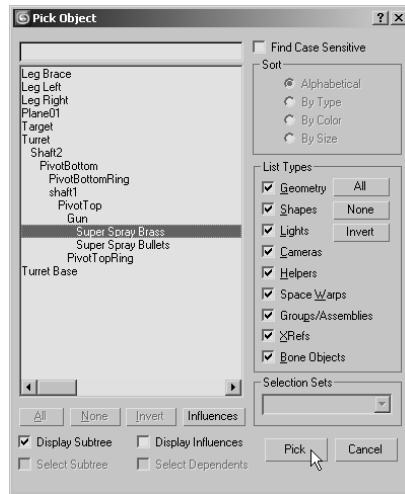 Pick Object
Find Case Sensitive
Sort
Alphabetical
By Type
By Color
By Size
Leg Brace
Leg Left
Leg Right
Plane01
Target
Turret
Shaft2
PivotBottom
PivotBottomRing
shaft1
PivotTop
Gun
Super Spray Brass
Super Spray Bullets
PivotTopRing
Turret Base
List Types
Geometry All
Shapes None
Lights Invert
Cameras
Helpers
Space Warps
Groups/Assemblies
XRefs
Bone Objects
Selection Sets
All None Invert Influences
Display Subtree Display Influences
Select Subtree Select Dependents
Pick Cancel